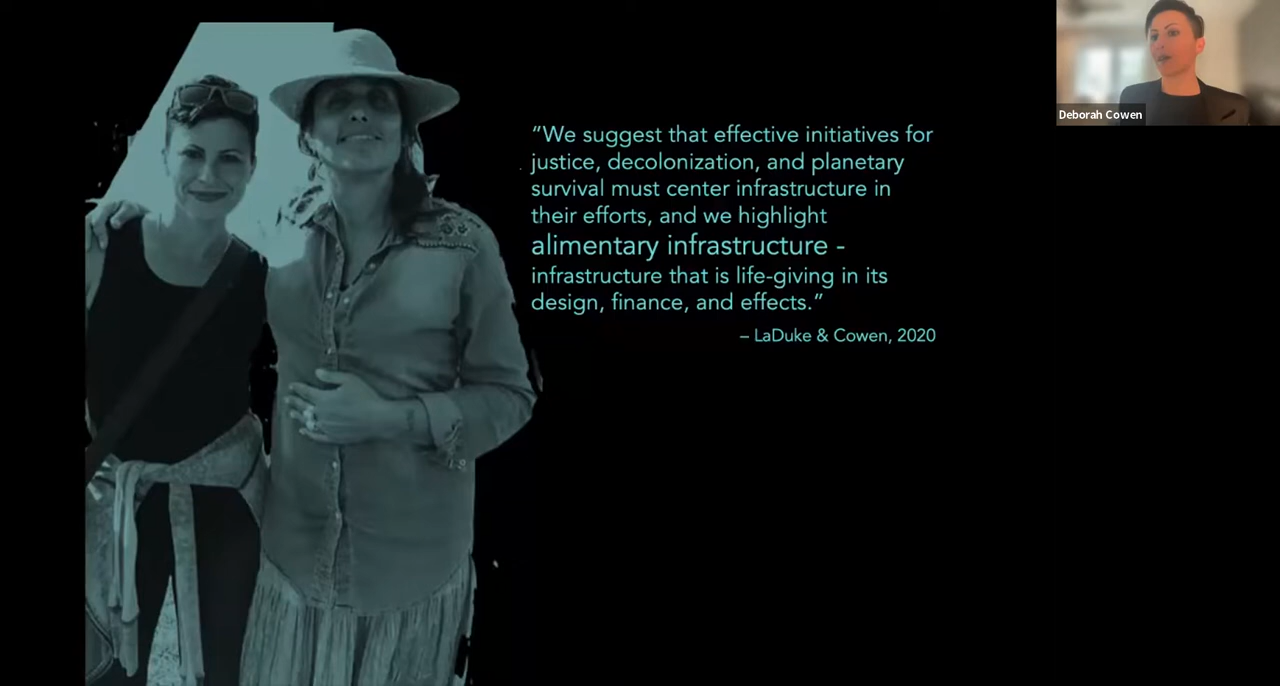 Deborah Cowen
“We suggest that effective initiatives for
justice, decolonization, and planetary
survival must center infrastructure in
their efforts, and we highlight
alimentary infrastructure -
infrastructure that is life-giving in its
design, finance, and effects.”
– LaDuke & Cowen, 2020